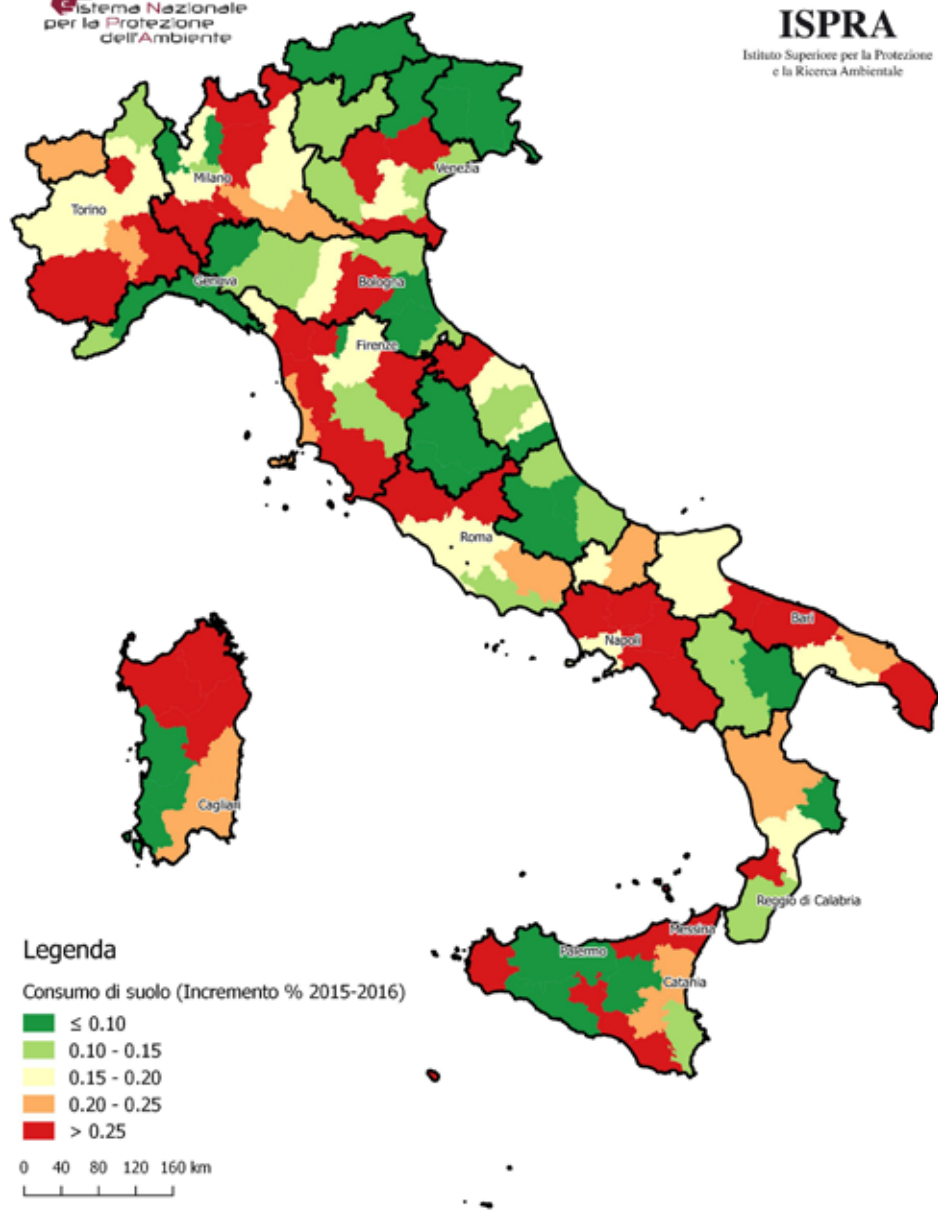 Sistema Nazionale
per la Protezione
dell'Ambiente
ISPRA
Istituto Superiore per la Protezione
e la Ricerca Ambientale
Venezia
Milano
Torino
Genova
Bologna
Firenze
Roma
Bari
Napoli
Cagliari
Reggio di Calabria
Messina
Palermo
Catania
Legenda
Consumo di suolo (Incremento % 2015-2016)
≤ 0.10
0.10 - 0.15
0.15 - 0.20
0.20 - 0.25
> 0.25
0 40 80 120 160 km